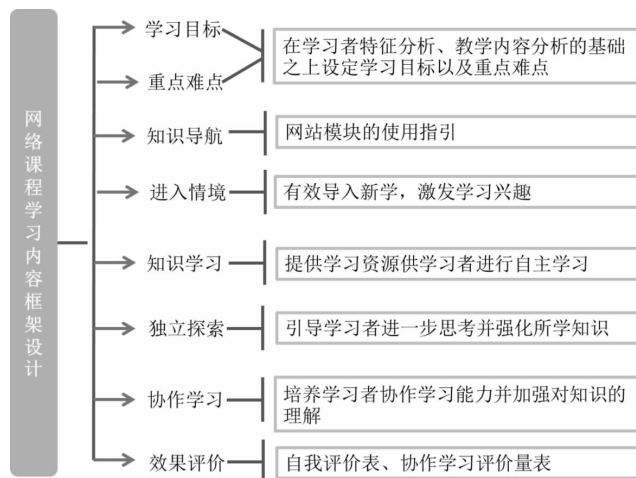 网络课程学习内容框架设计
学习目标
重点难点
在学习者特征分析、教学内容分析的基础
之上设定学习目标以及重点难点
知识导航
网站模块的使用指引
进入情境
有效导入新学，激发学习兴趣
知识学习
提供学习资源供学习者进行自主学习
独立探索
引导学习者进一步思考并强化所学知识
协作学习
培养学习者协作学习能力并加强对知识的
理解
效果评价
自我评价表、协作学习评价量表